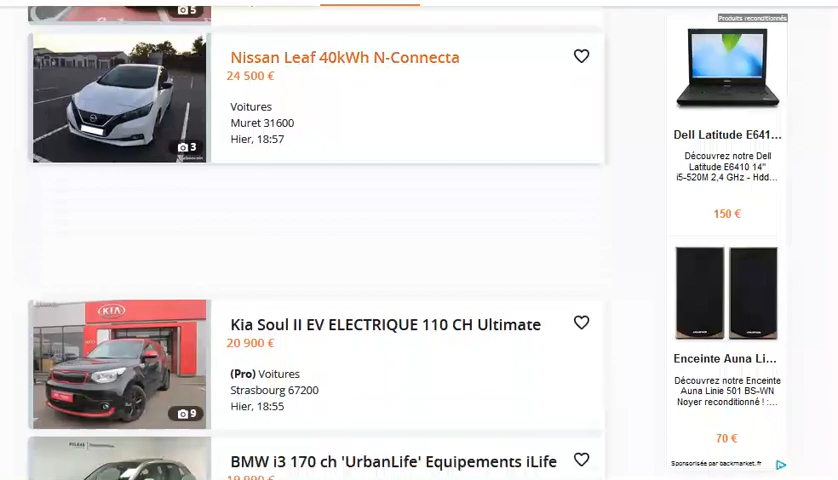 5
Nissan Leaf 40kWh N-Connecta
24 500 €
Voitures
Muret 31600
Hier, 18:57
3
Kia Soul II EV ELECTRIQUE 110 CH Ultimate
20 900 €
(Pro) Voitures
Strasbourg 67200
Hier, 18:55
KIA
9
BMW i3 170 ch 'UrbanLife' Equipements iLife
19 990 €
Produits reconditionnés
Dell Latitude E641...
Découvrez notre Dell
Latitude E6410 14"
i5-520M 2,4 GHz - Hdd...
150 €
Enceinte Auna Li...
Découvrez notre Enceinte
Auna Linie 501 BS-WN
Noyer reconditionné ! :...
70 €
Sponsorisée par backmarket.fr